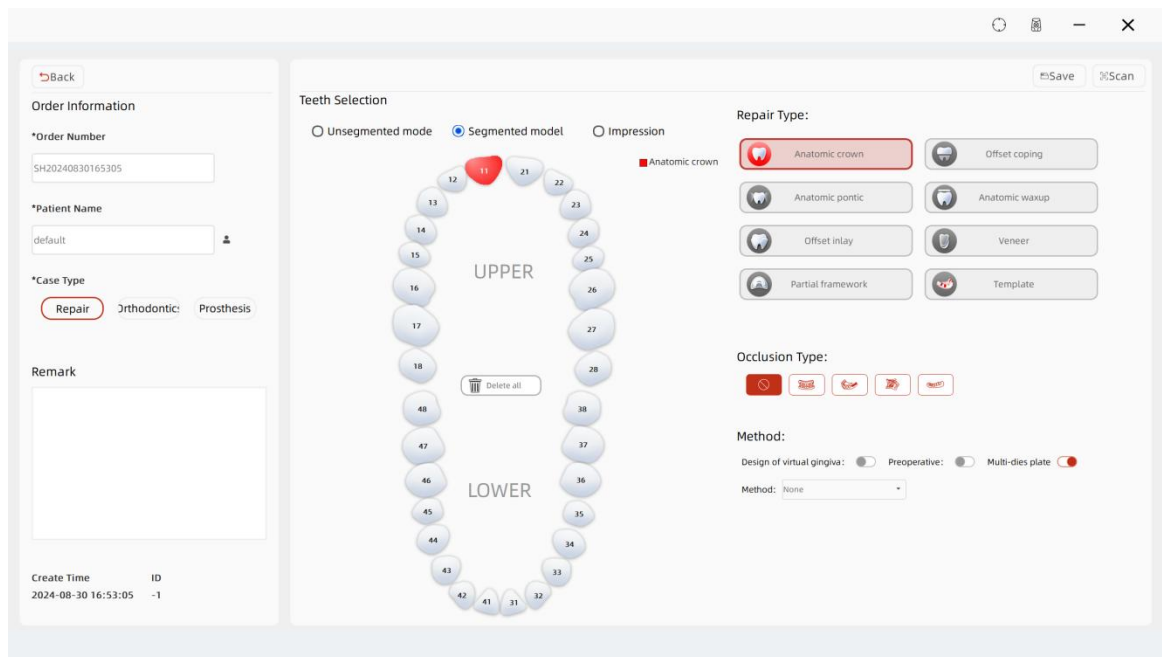 Back
Save
Scan
Order Information
*Order Number
SH20240830165305
*Patient Name
default
*Case Type
Repair
Orthodontic:
Prosthesis
Remark
Create Time
ID
2024-08-30 16:53:05
-1
Teeth Selection
Unsegmented mode
Segmented model
Impression
Anatomic crown
11
21
12
22
13
23
14
24
15
25
UPPER
16
26
17
27
18
28
Delete all
48
38
47
37
46
36
LOWER
45
35
44
34
43
33
42
41
31
32
Repair Type:
Anatomic crown
Offset coping
Anatomic pontic
Anatomic waxup
Offset inlay
Veneer
Partial framework
Template
Occlusion Type:
Method:
Design of virtual gingiva:
Preoperative:
Multi-dies plate
Method:
None